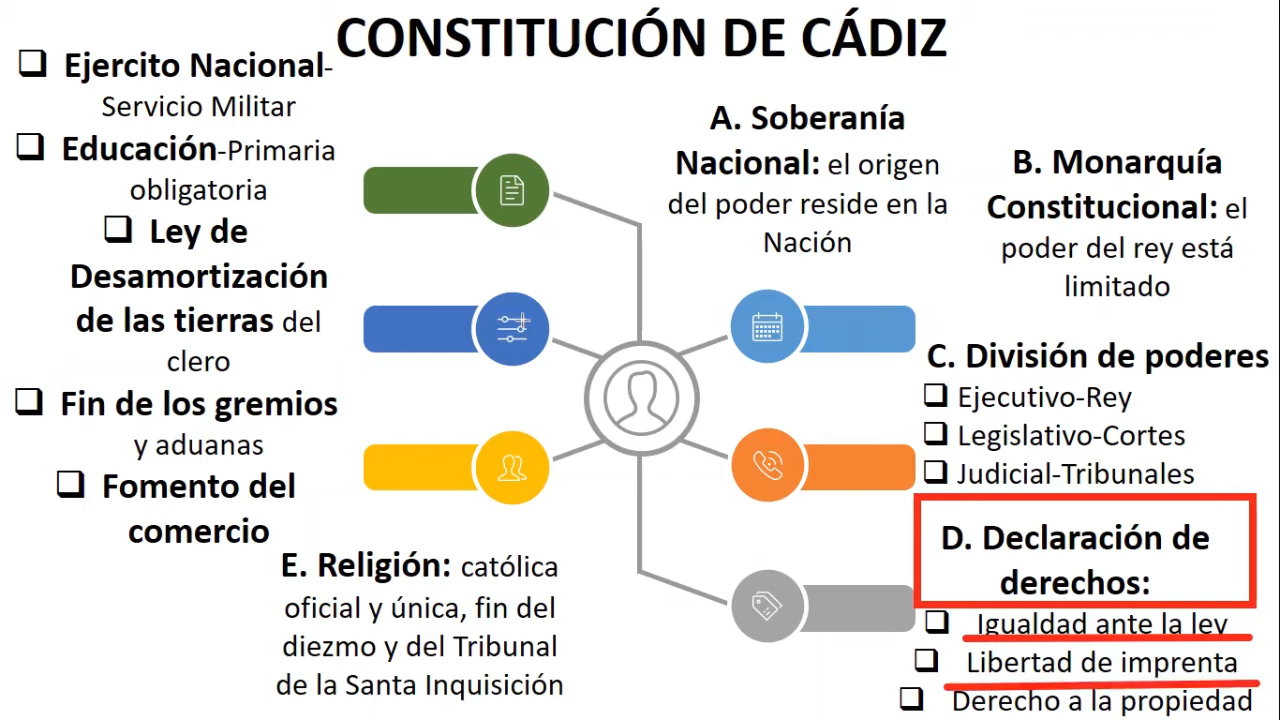 CONSTITUCIÓN DE CÁDIZ
Ejercito Nacional-
Servicio Militar
Educación-Primaria
obligatoria
Ley de
Desamortización
de las tierras del
clero
Fin de los gremios
y aduanas
Fomento del
comercio
A. Soberanía
Nacional: el origen
del poder reside en la
Nación
B. Monarquía
Constitucional: el
poder del rey está
limitado
C. División de poderes
Ejecutivo-Rey
Legislativo-Cortes
Judicial-Tribunales
D. Declaración de
derechos:
Igualdad ante la ley
Libertad de imprenta
Derecho a la propiedad
E. Religión: católica
oficial y única, fin del
diezmo y del Tribunal
de la Santa Inquisición